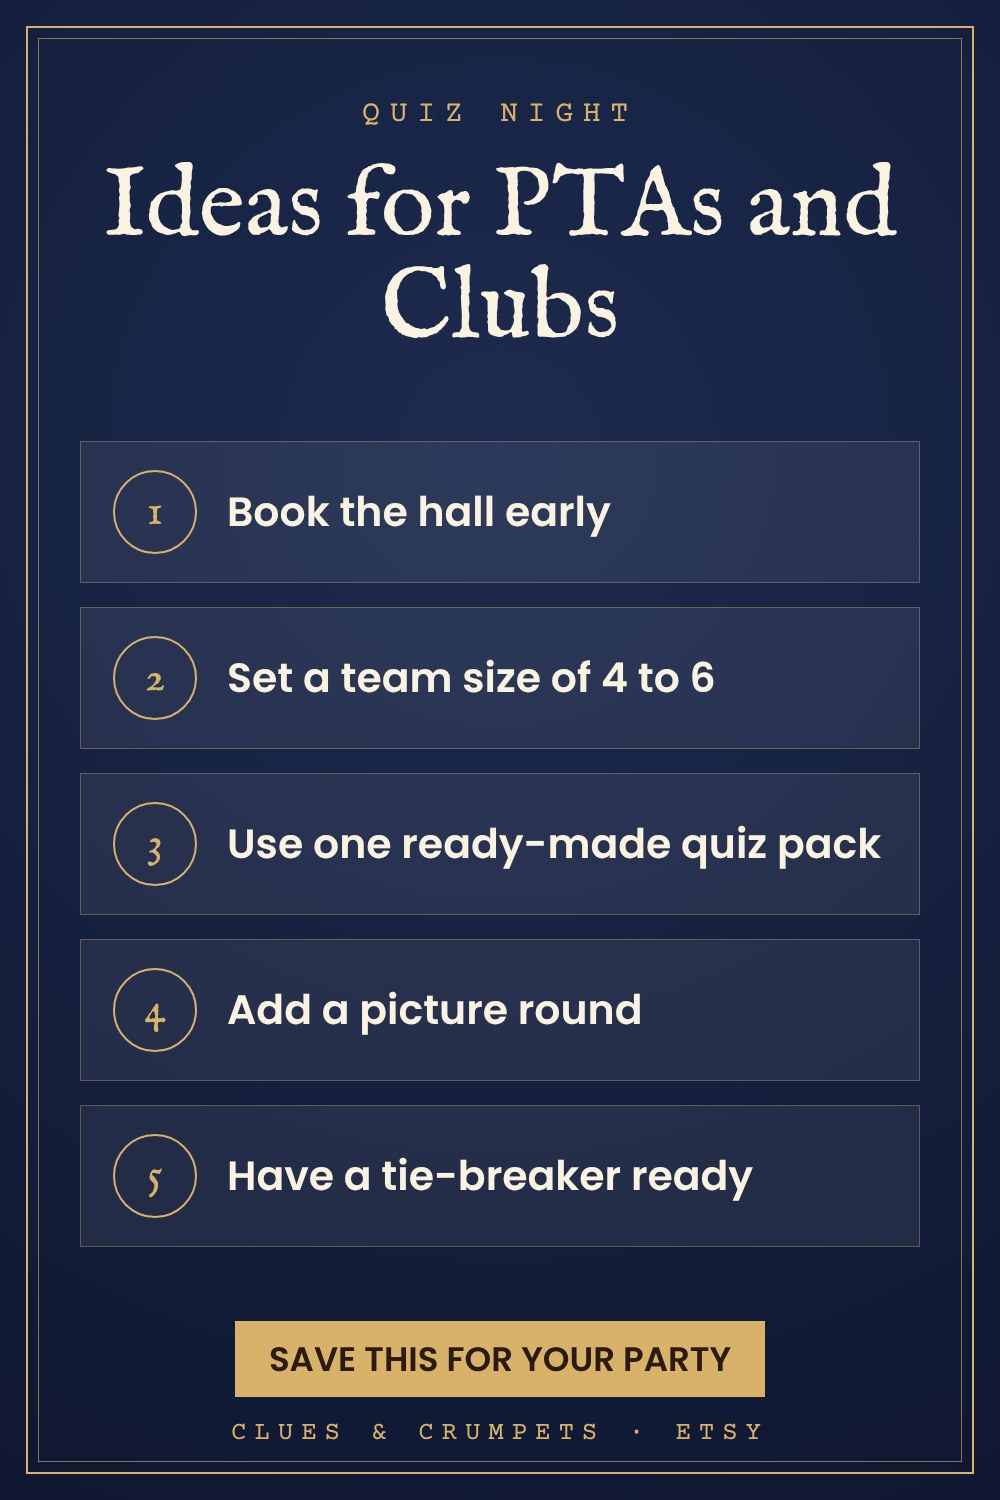 QUIZ NIGHT
Ideas for PTAs and
Clubs
1 Book the hall early
2 Set a team size of 4 to 6
3 Use one ready-made quiz pack
4 Add a picture round
5 Have a tie-breaker ready
SAVE THIS FOR YOUR PARTY
CLUES & CRUMPETS · ETSY